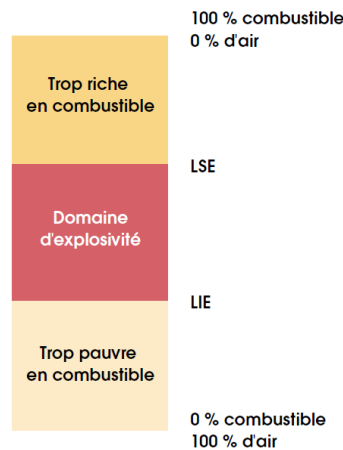 100 % combustible
0 % d'air
Trop riche
en combustible
LSE
Domaine
d'explosivité
LIE
Trop pauvre
en combustible
0 % combustible
100 % d'air